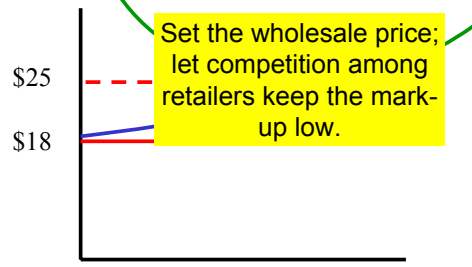 Set the wholesale price;
let competition among
retailers keep the mark-
up low.
$25
$18